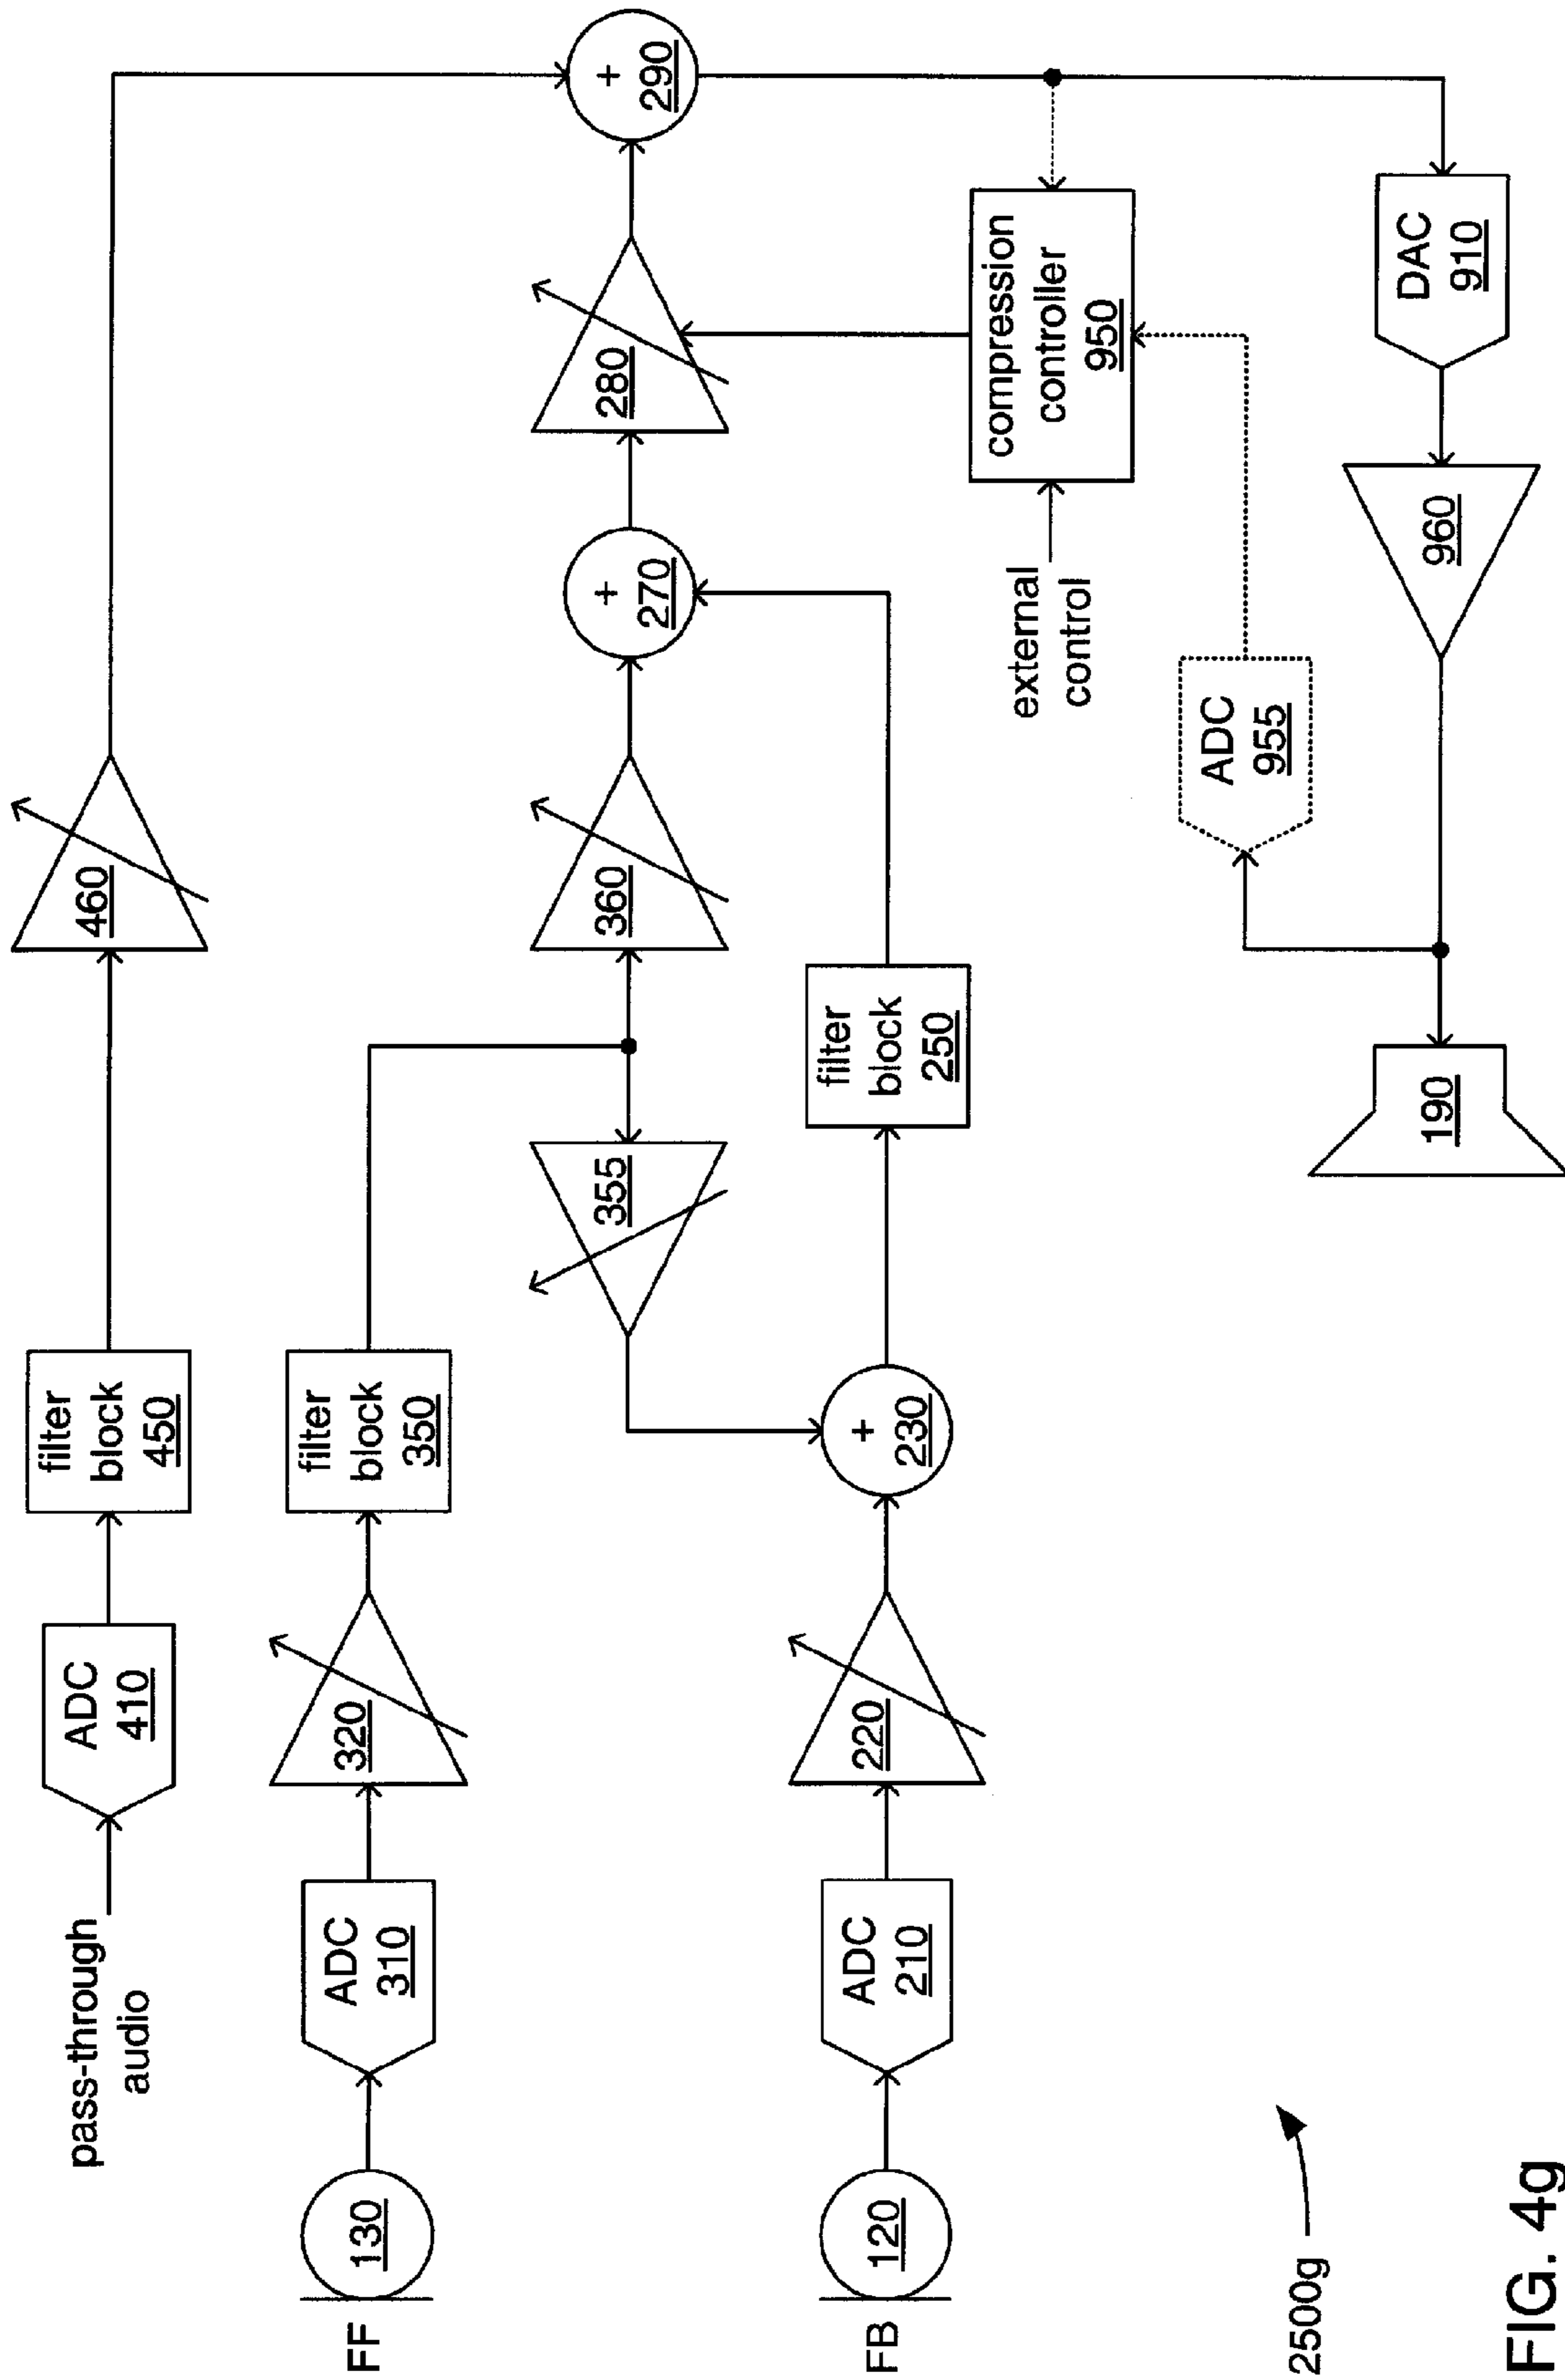 pass-through
audio
ADC
410
filter
block
450
460
FF
130
ADC
310
320
filter
block
350
355
360
+
270
280
+
290
FB
120
ADC
210
220
+
230
filter
block
250
external
control
compression
controller
950
ADC
955
190
960
DAC
910
2500g
FIG. 4g